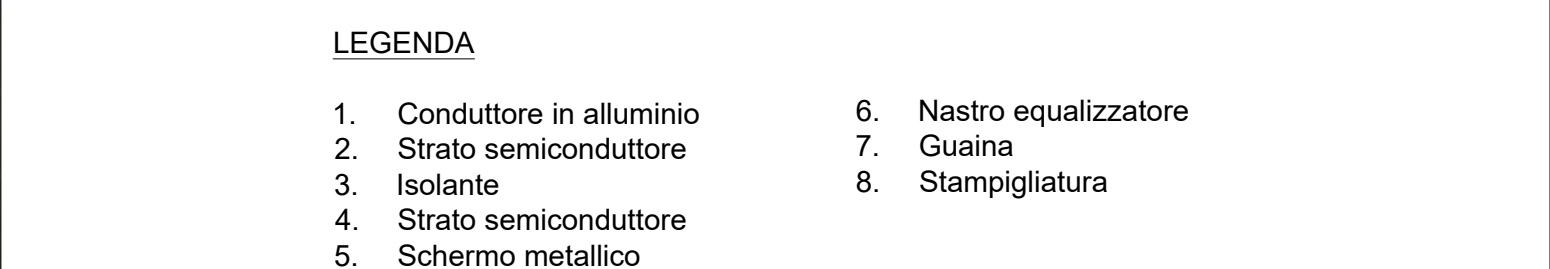 LEGENDA
1. Conduttore in alluminio
2. Strato semiconduttore
3. Isolante
4. Strato semiconduttore
5. Schermo metallico
6. Nastro equalizzatore
7. Guaina
8. Stampigliatura